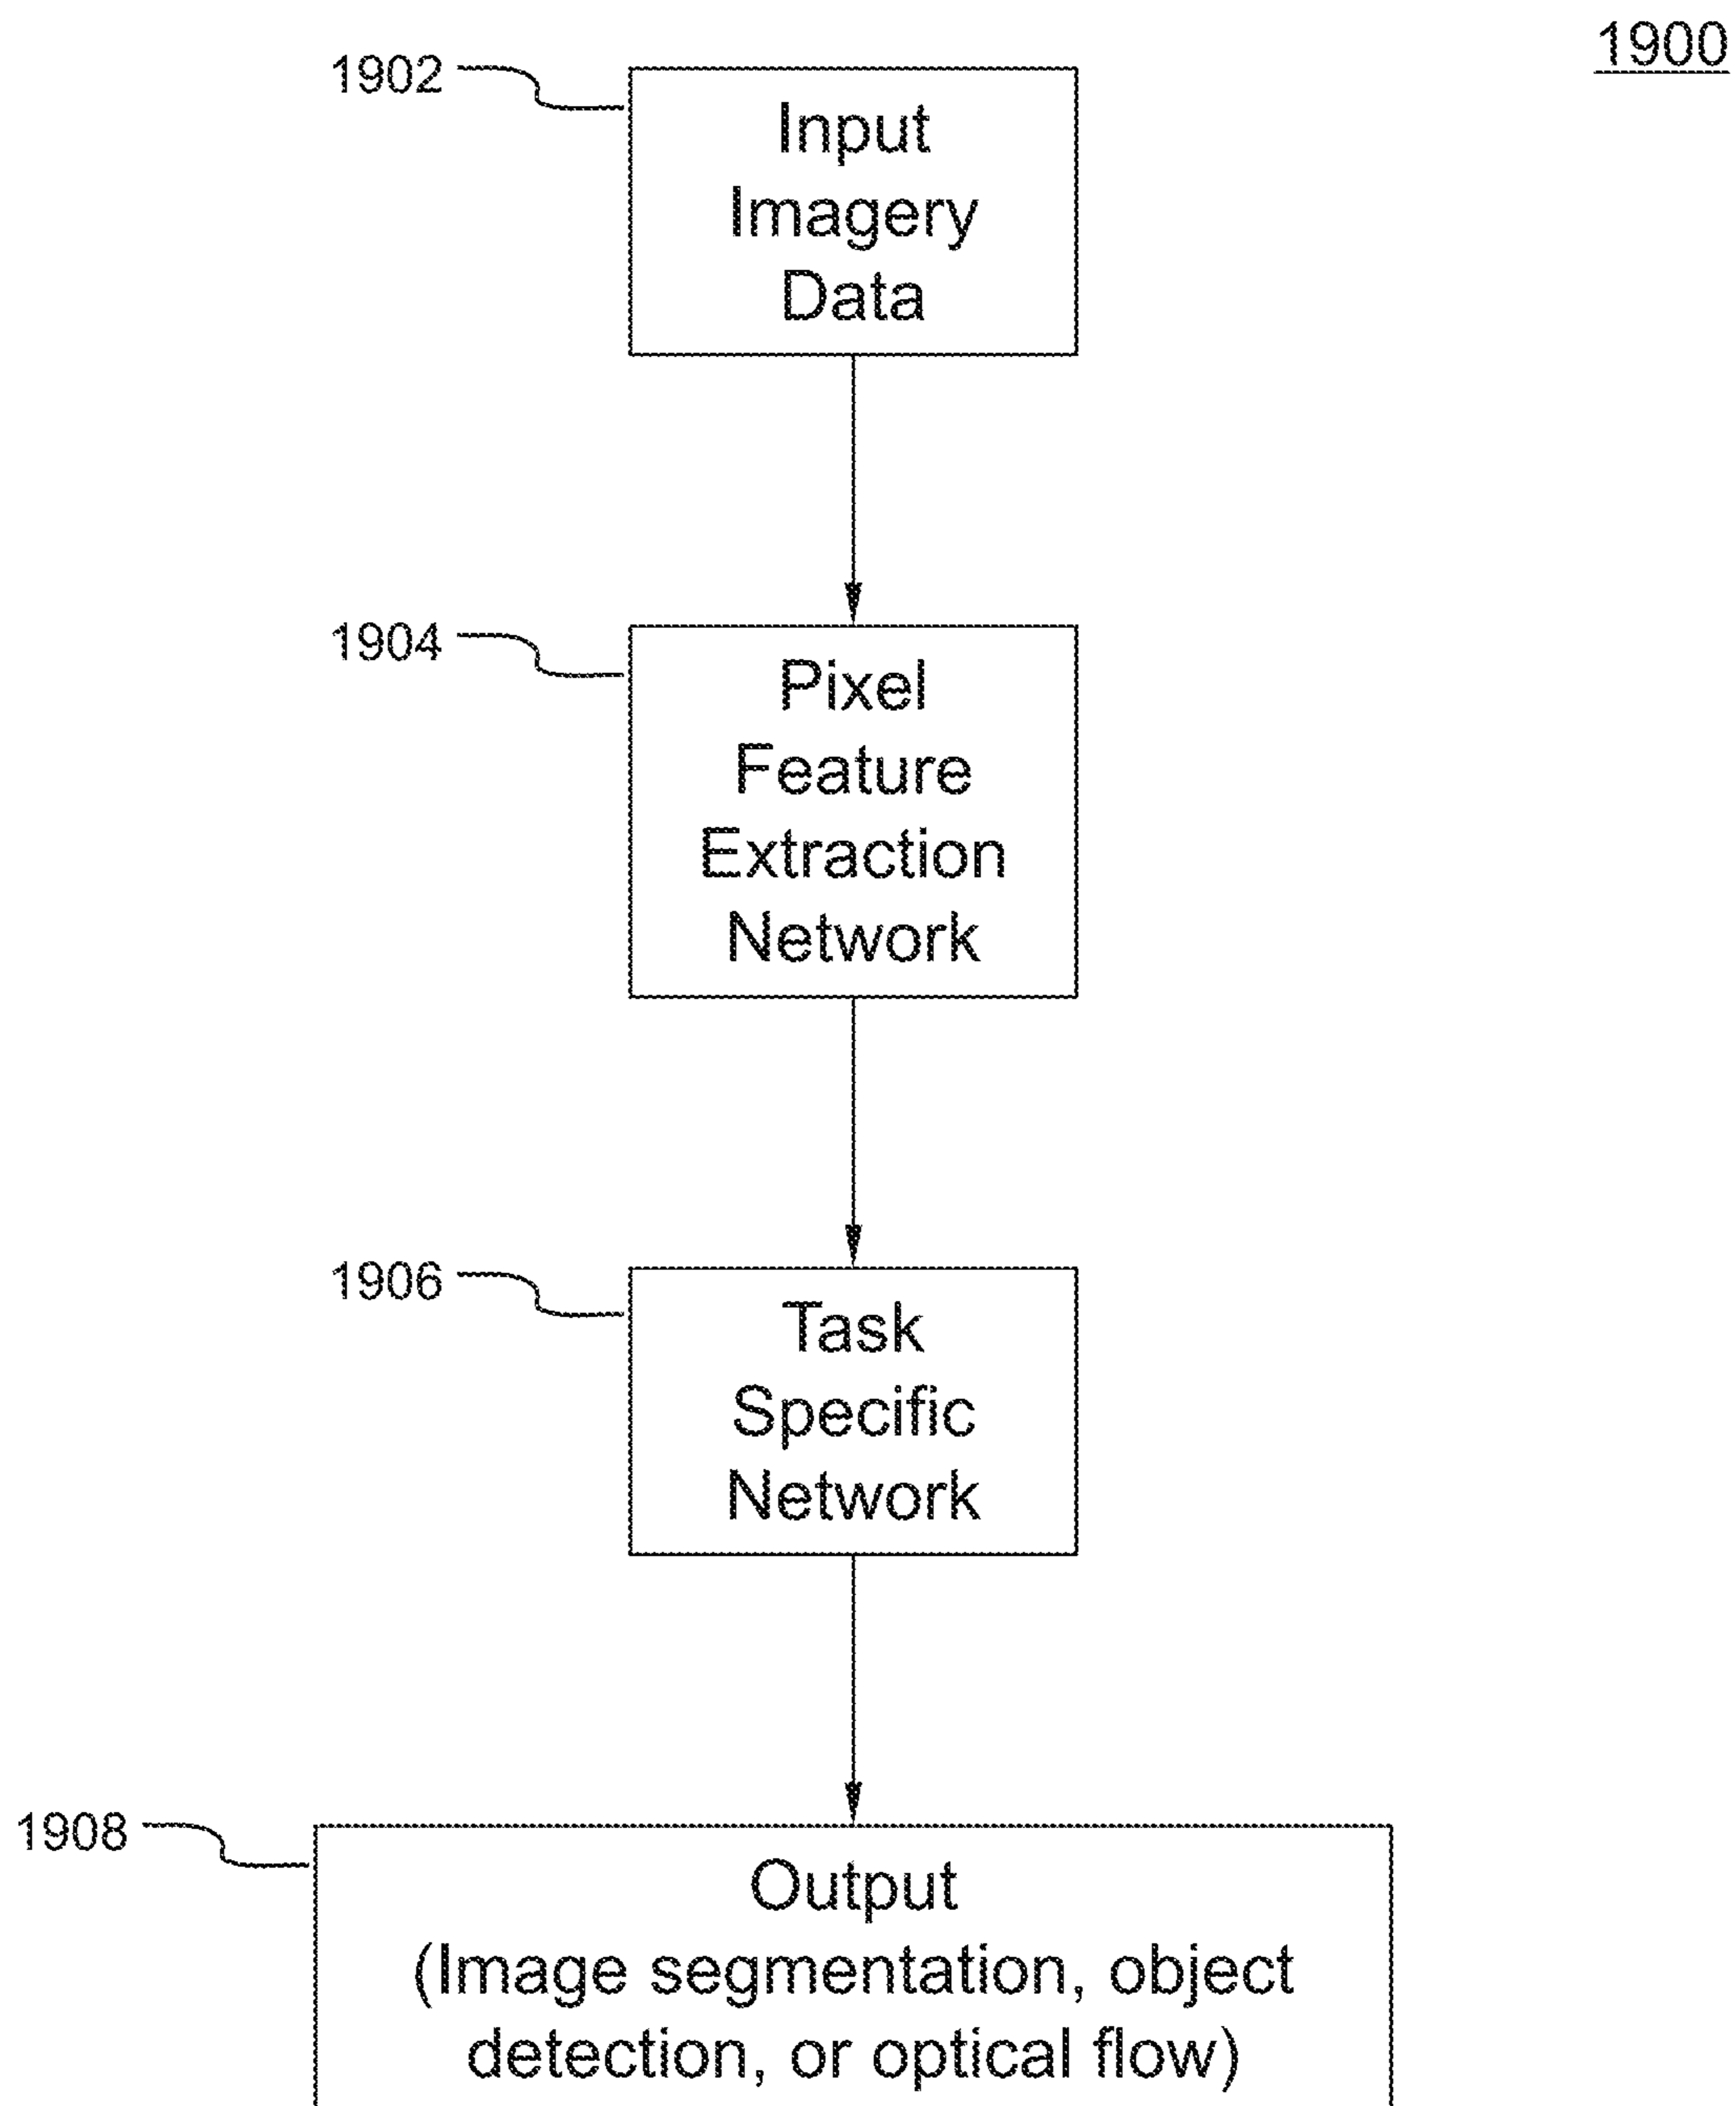 1900
1902
Input
Imagery
Data
1904
Pixel
Feature
Extraction
Network
1906
Task
Specific
Network
1908
Output
(Image segmentation, object
detection, or optical flow)